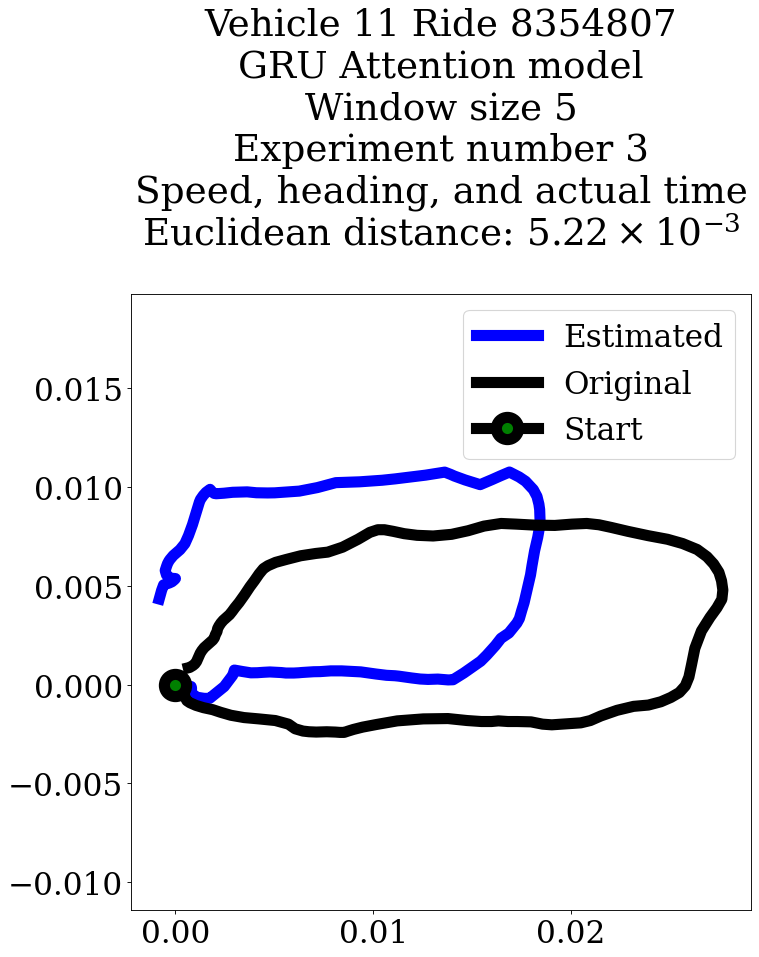 Vehicle 11 Ride 8354807
GRU Attention model
Window size 5
Experiment number 3
Speed, heading, and actual time
Euclidean distance: 5.22 × 10⁻³
Estimated
Original
Start
0.015
0.010
0.005
0.000
−0.005
−0.010
0.00 0.01 0.02